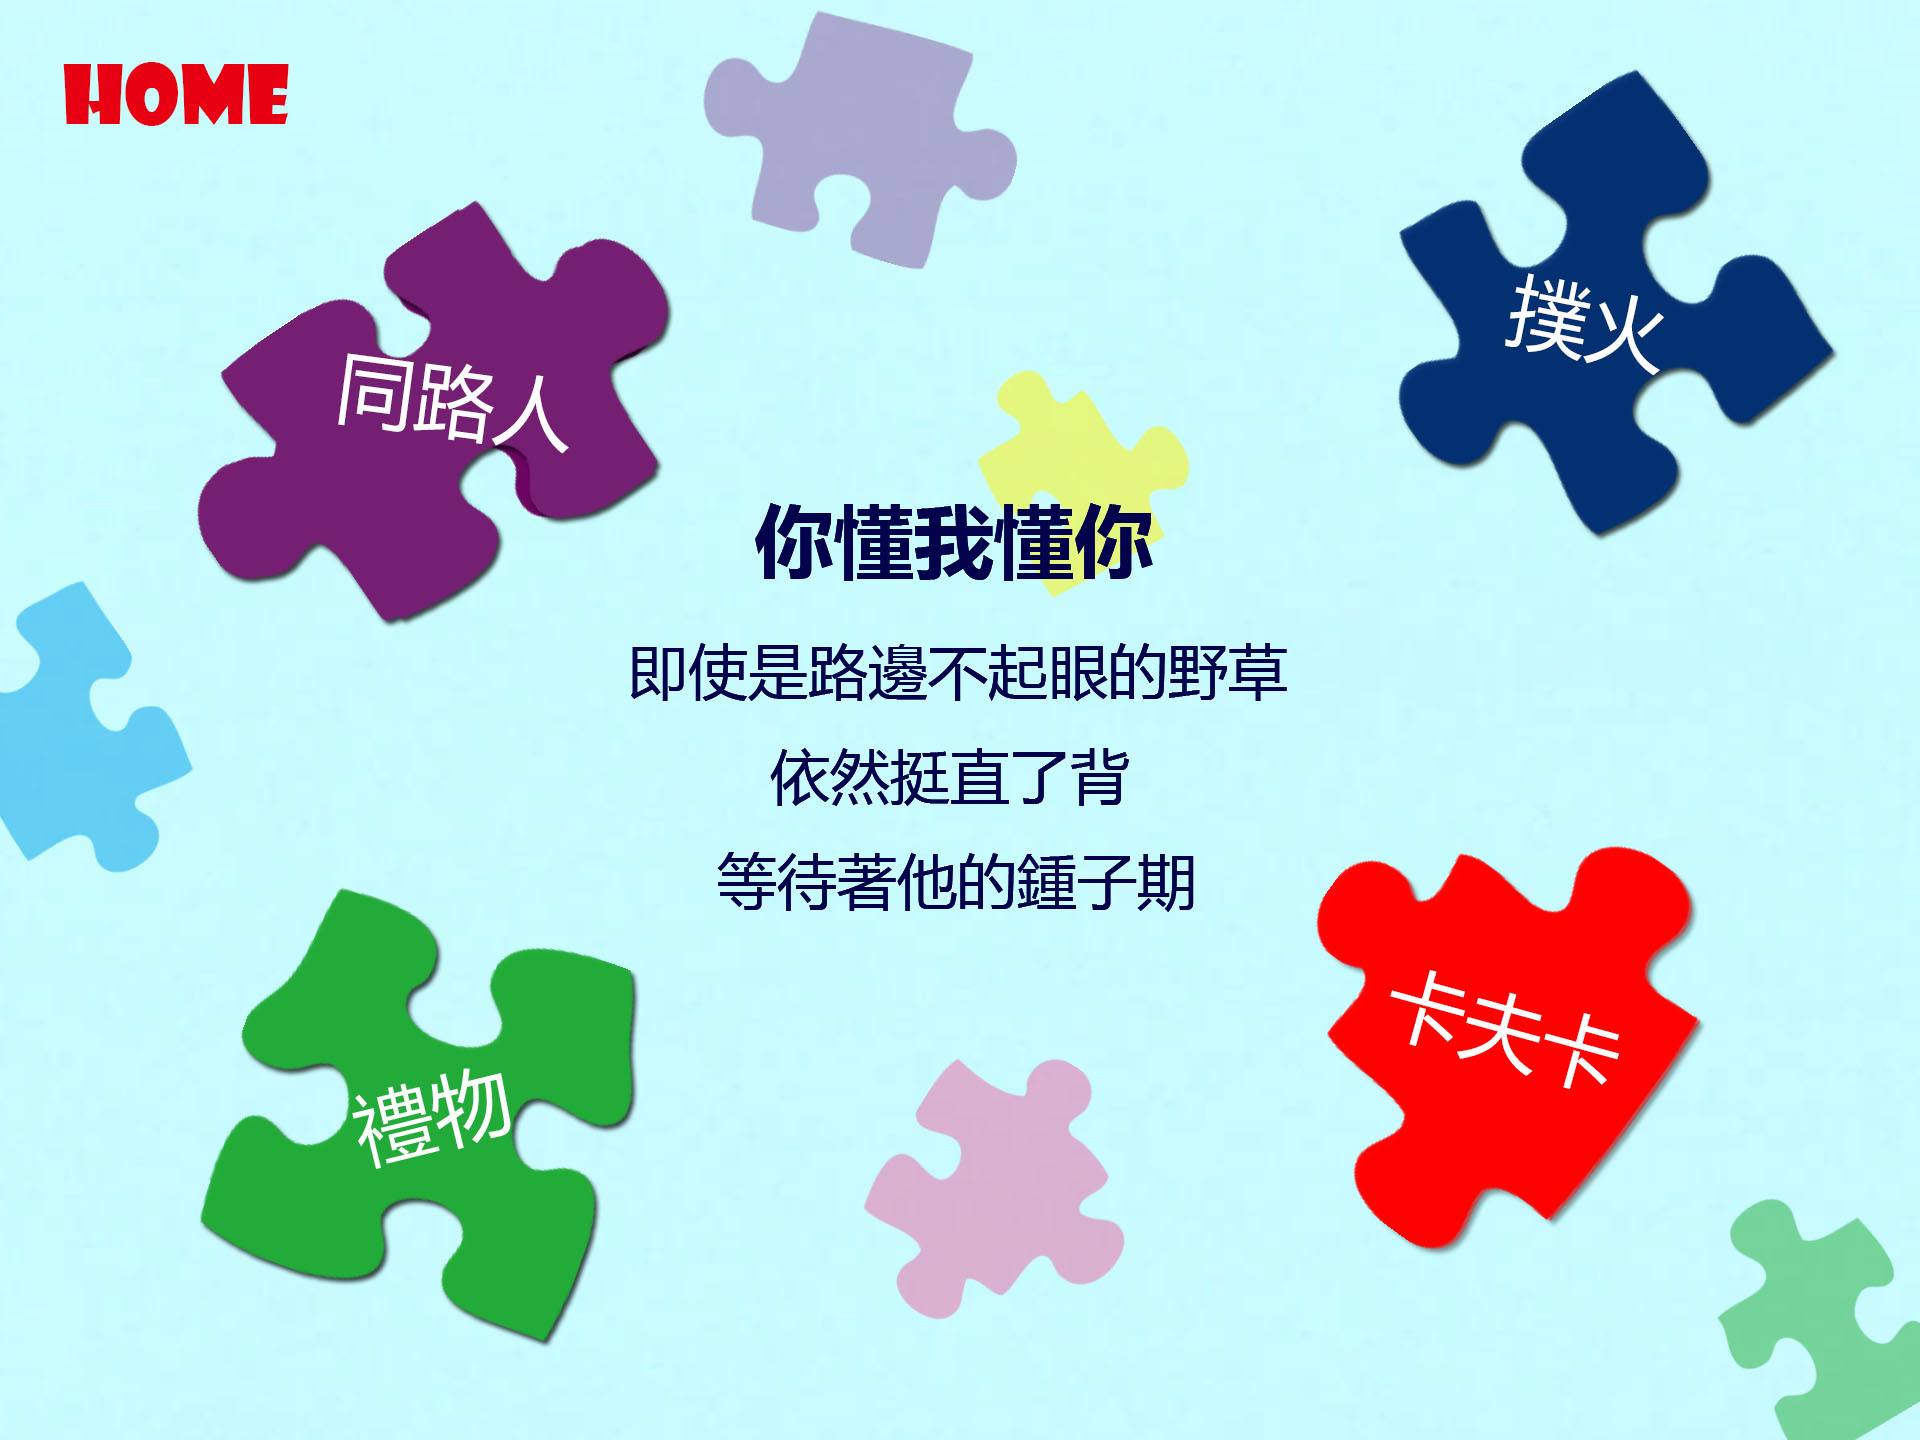 HOME
同路人
撲火
你懂我懂你
即使是路邊不起眼的野草
依然挺直了背
等待著他的鍾子期
禮物
卡夫卡